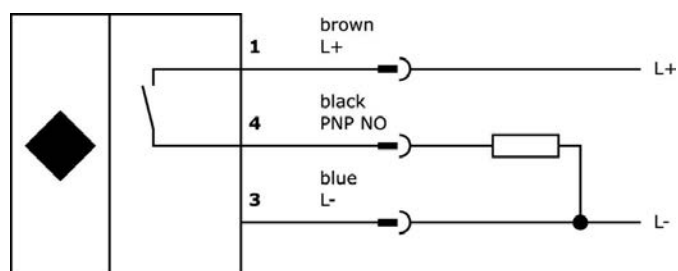 brown
1 L+
L+
black
4 PNP NO
blue
3 L-
L-